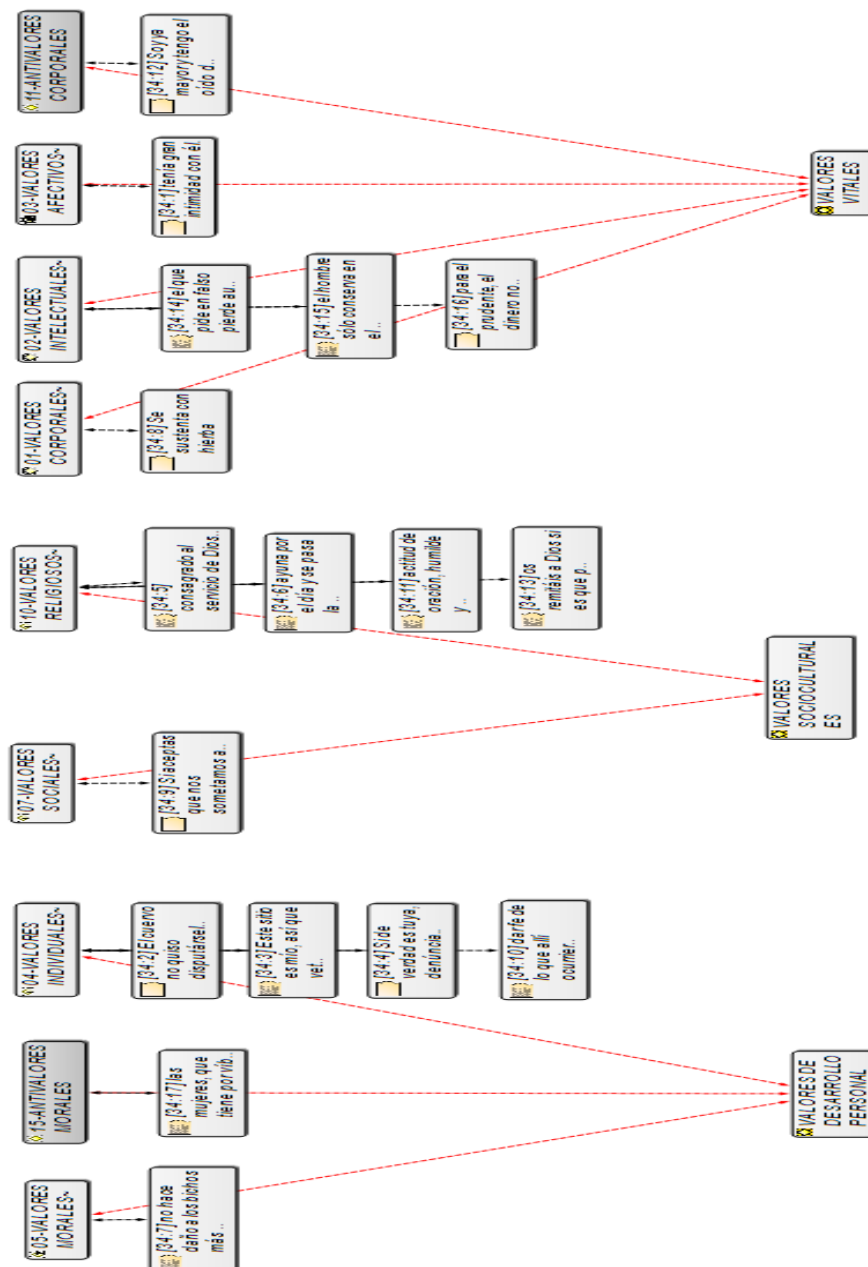 05-VALORES
MORALES~
15-ANTIVALORES
MORALES
04-VALORES
INDIVIDUALES~
07-VALORES
SOCIALES~
10-VALORES
RELIGIOSOS~
01-VALORES
CORPORALES~
02-VALORES
INTELECTUALES~
03-VALORES
AFECTIVOS~
11-ANTIVALORES
CORPORALES
[34:7] no hace
daño a los bichos
más ..
[34:17] las
mujeres, que
tiene por víb..
[34:2] El cuervo
no quiso
disputársel..
[34:9] Si aceptas
que nos
sometamos a..
[34:5]
consagrado al
servicio de Dios..
[34:8] Se
sustenta con
hierba
[34:14] el que
pide en falso
pierde au..
[34:1] tenía gran
intimidad con él.
[34:12] Soy ya
mayor y tengo el
oído d..
[34:3] Este sitio
es mío, así que
vet..
[34:6] ayuna por
el día y se pasa
la ..
[34:15] el hombre
sólo conserva en
el ..
[34:4] Si de
verdad es tuya,
denúncia..
[34:11] actitud de
oración, humilde
y ..
[34:16] para el
prudente, el
dinero no..
[34:10] dar fe de
lo que allí
ocurrier..
[34:13] os
remitáis a Dios si
es que p..
VALORES DE
DESARROLLO
PERSONAL
VALORES
SOCIOCULTURAL
ES
VALORES
VITALES